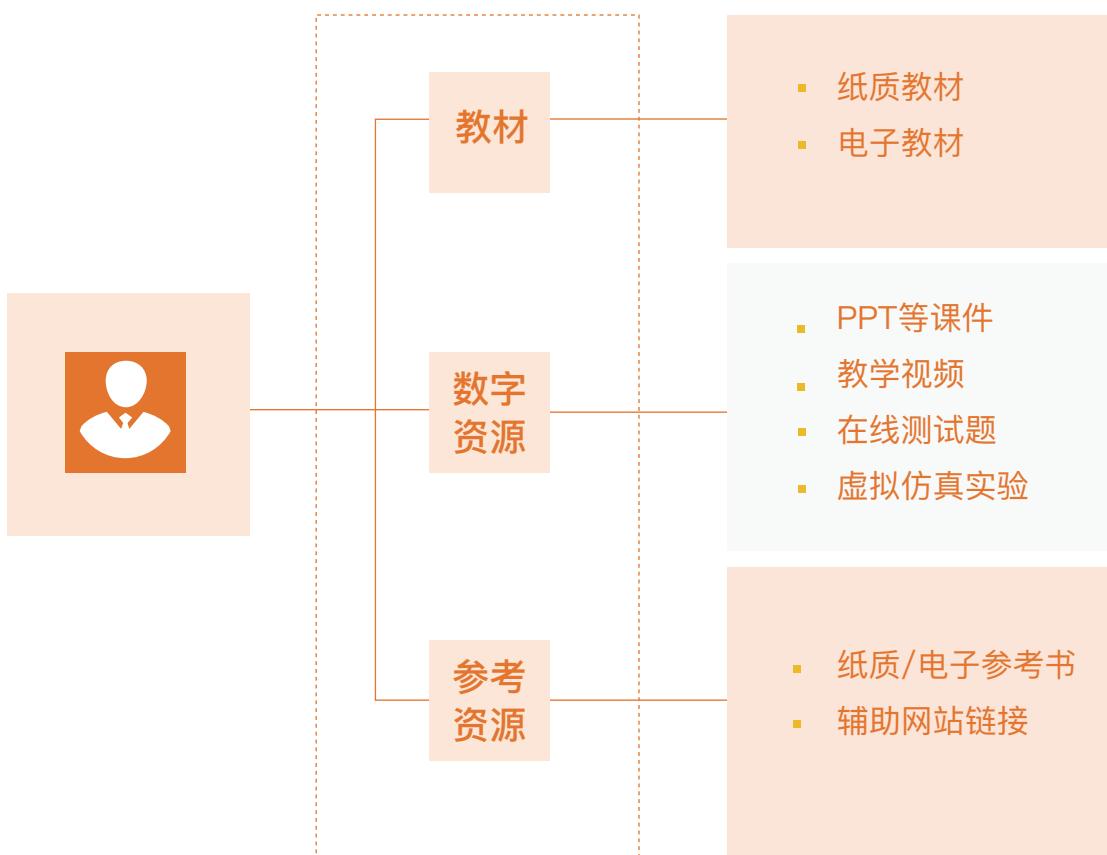 教材
纸质教材
电子教材
数字
资源
PPT等课件
教学视频
在线测试题
虚拟仿真实验
参考
资源
纸质/电子参考书
辅助网站链接